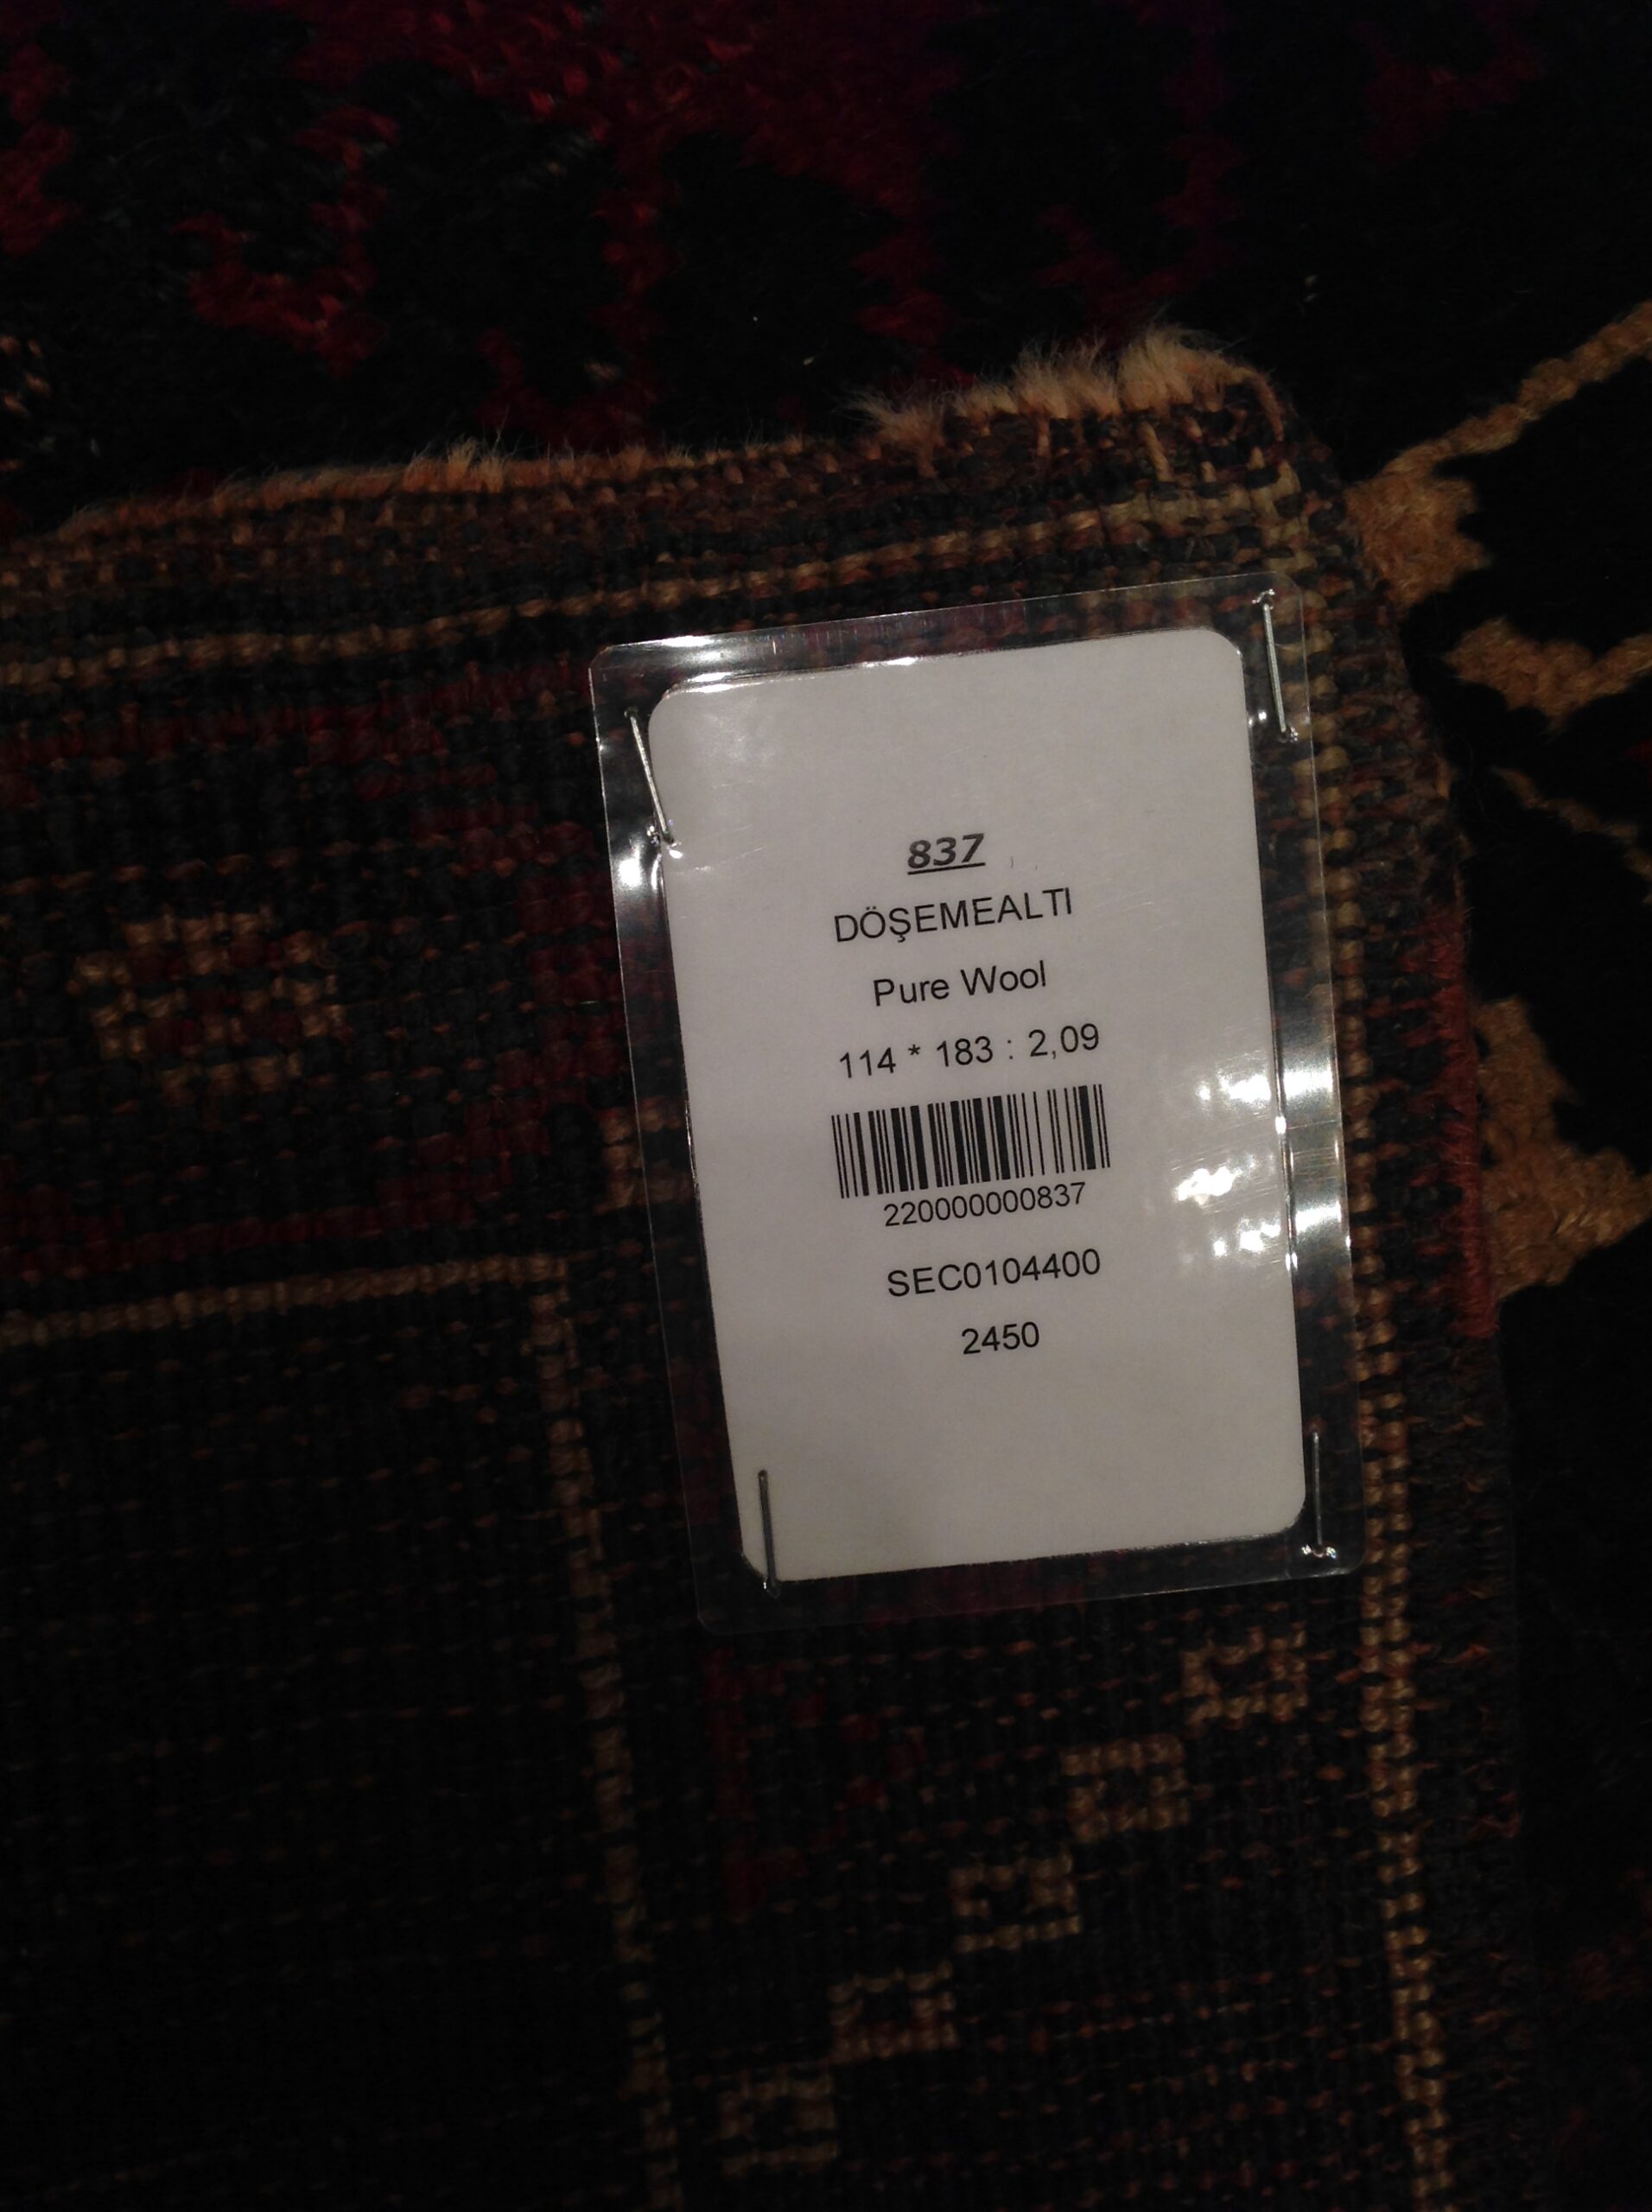 837
DÖŞEMEALTI
Pure Wool
114 * 183 : 2,09
220000000837
SEC0104400
2450